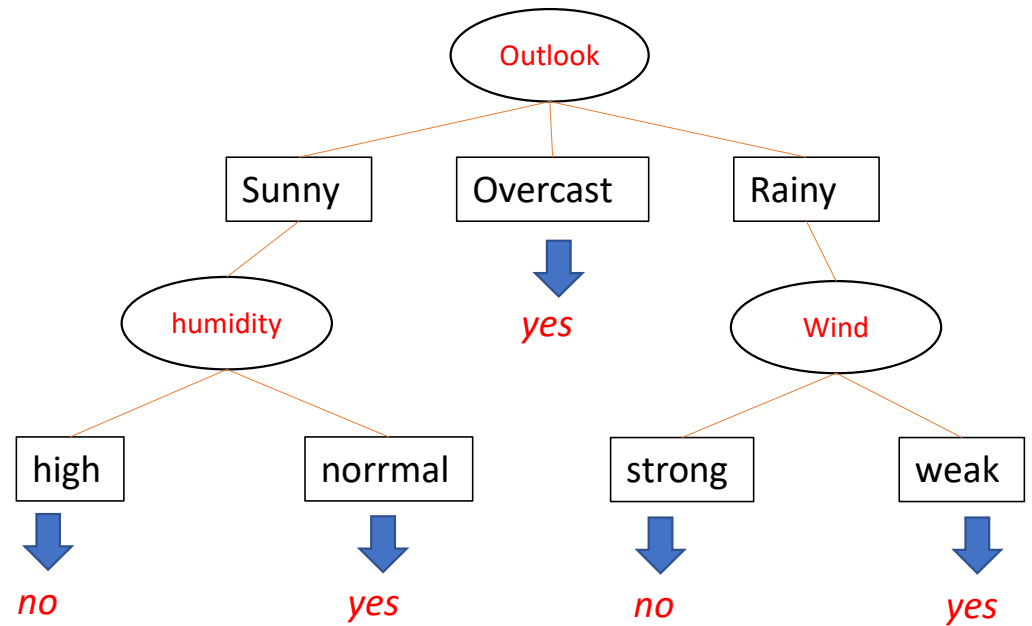 Outlook
Sunny
Overcast
Rainy
yes
humidity
Wind
high
norrmal
strong
weak
no
yes
no
yes